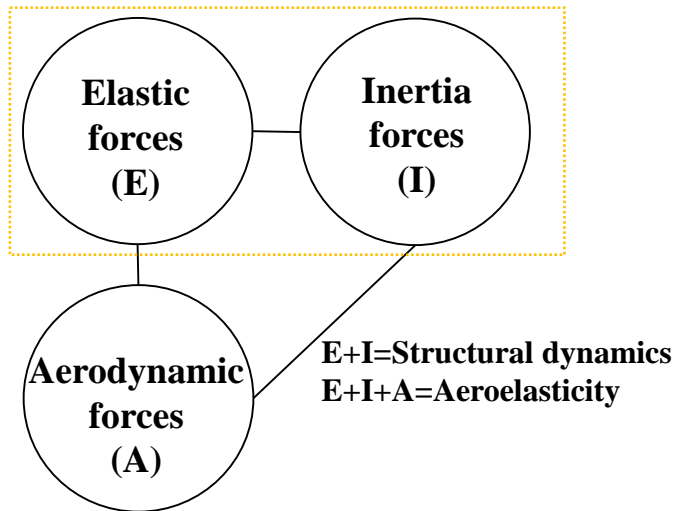 Elastic
forces
(E)
Inertia
forces
(I)
Aerodynamic
forces
(A)
E+I=Structural dynamics
E+I+A=Aeroelasticity